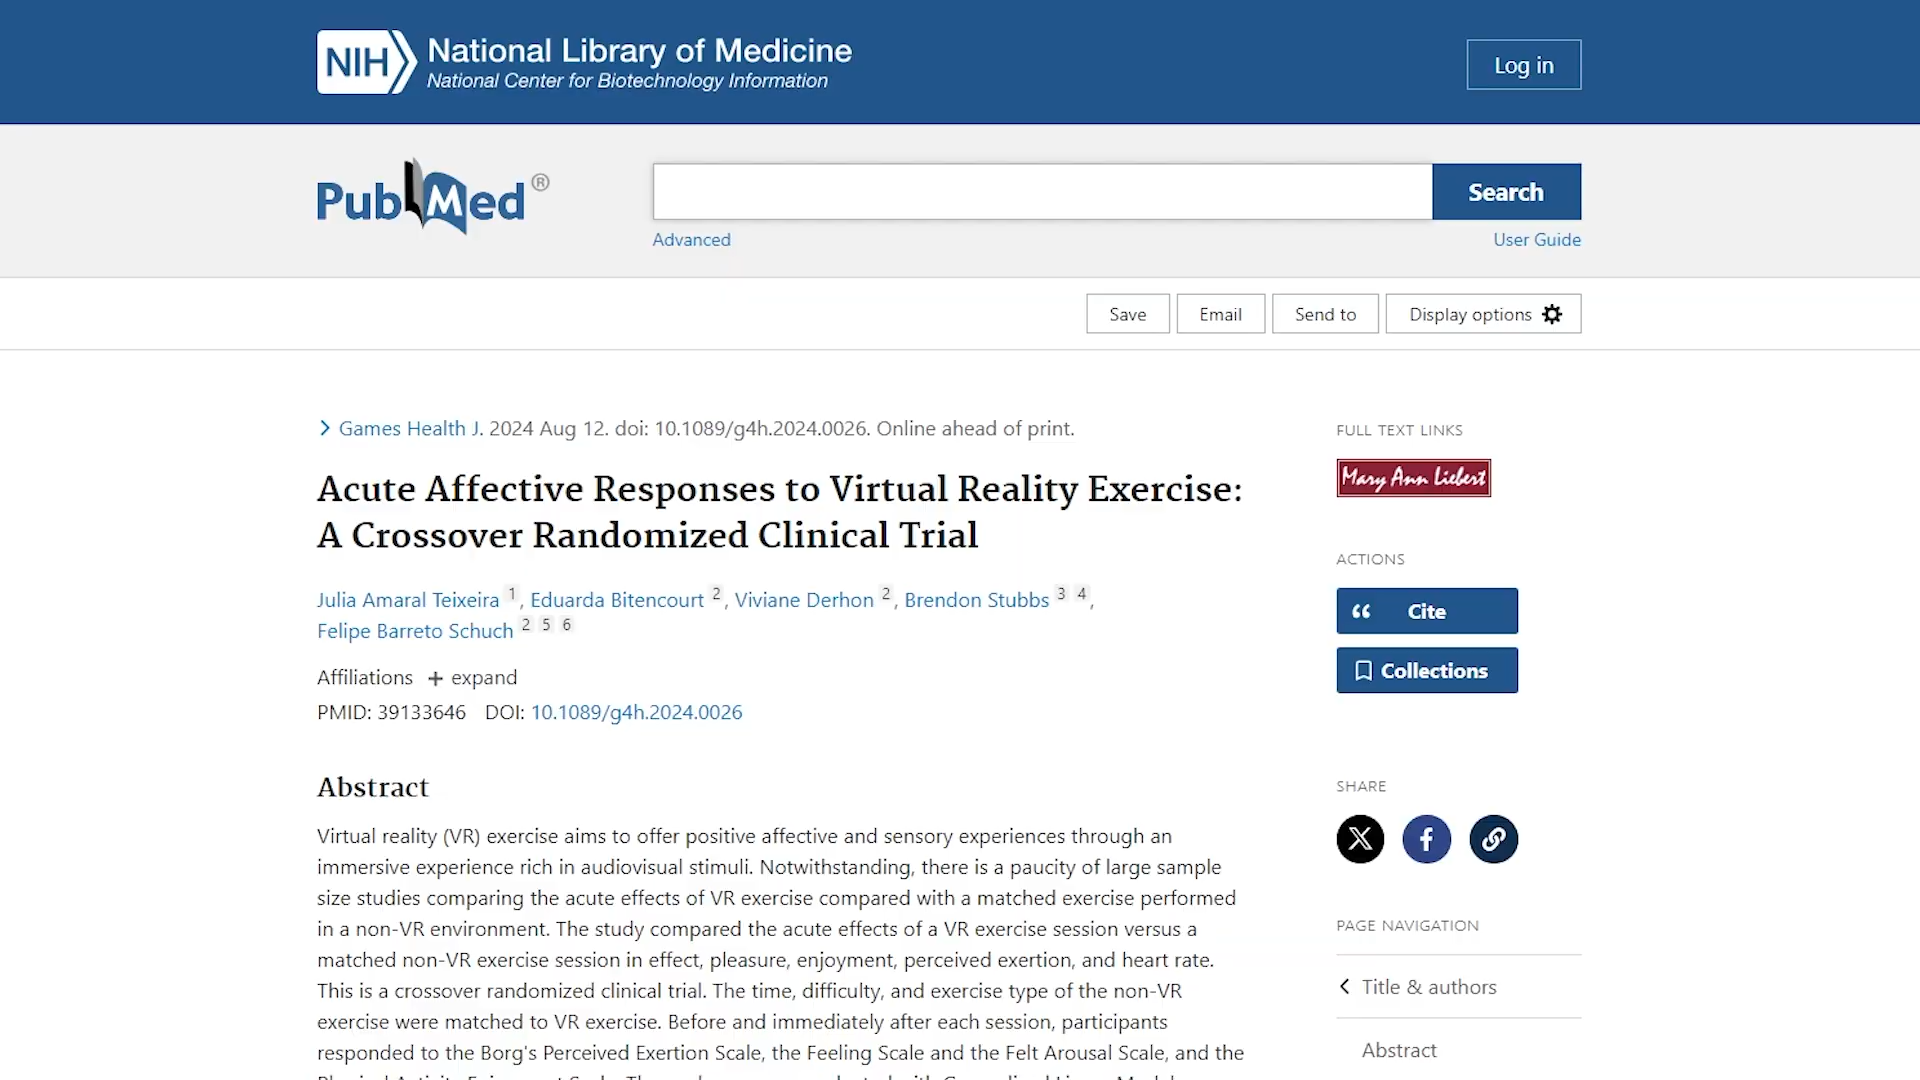 NIH National Library of Medicine
National Center for Biotechnology Information
Log in
PubMed®
Search
Advanced
User Guide
Save
Email
Send to
Display options
Games Health J. 2024 Aug 12. doi: 10.1089/g4h.2024.0026. Online ahead of print.
Acute Affective Responses to Virtual Reality Exercise:
A Crossover Randomized Clinical Trial
Julia Amaral Teixeira 1, Eduarda Bitencourt 2, Viviane Derhon 2, Brendon Stubbs 3 4,
Felipe Barreto Schuch 2 5 6
Affiliations + expand
PMID: 39133646 DOI: 10.1089/g4h.2024.0026
Abstract
Virtual reality (VR) exercise aims to offer positive affective and sensory experiences through an
immersive experience rich in audiovisual stimuli. Notwithstanding, there is a paucity of large sample
size studies comparing the acute effects of VR exercise compared with a matched exercise performed
in a non-VR environment. The study compared the acute effects of a VR exercise session versus a
matched non-VR exercise session in effect, pleasure, enjoyment, perceived exertion, and heart rate.
This is a crossover randomized clinical trial. The time, difficulty, and exercise type of the non-VR
exercise were matched to VR exercise. Before and immediately after each session, participants
responded to the Borg's Perceived Exertion Scale, the Feeling Scale and the Felt Arousal Scale, and the
FULL TEXT LINKS
Mary Ann Liebert
ACTIONS
Cite
Collections
SHARE
PAGE NAVIGATION
Title & authors
Abstract